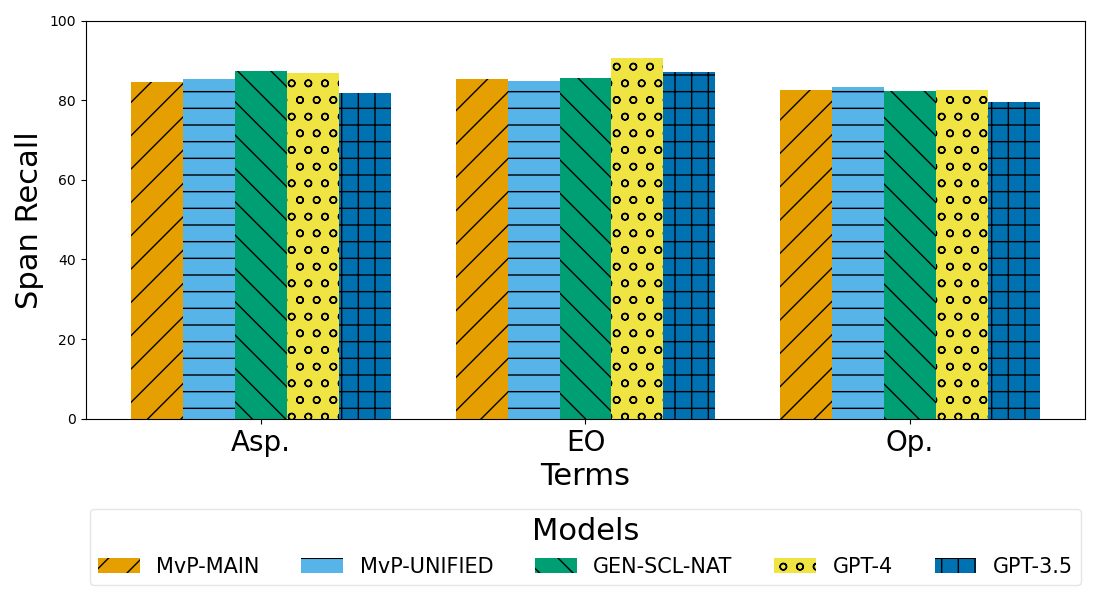 100
80
60
40
20
0
Span Recall
Asp. EO Op.
Terms
Models
MvP-MAIN MvP-UNIFIED GEN-SCL-NAT GPT-4 GPT-3.5